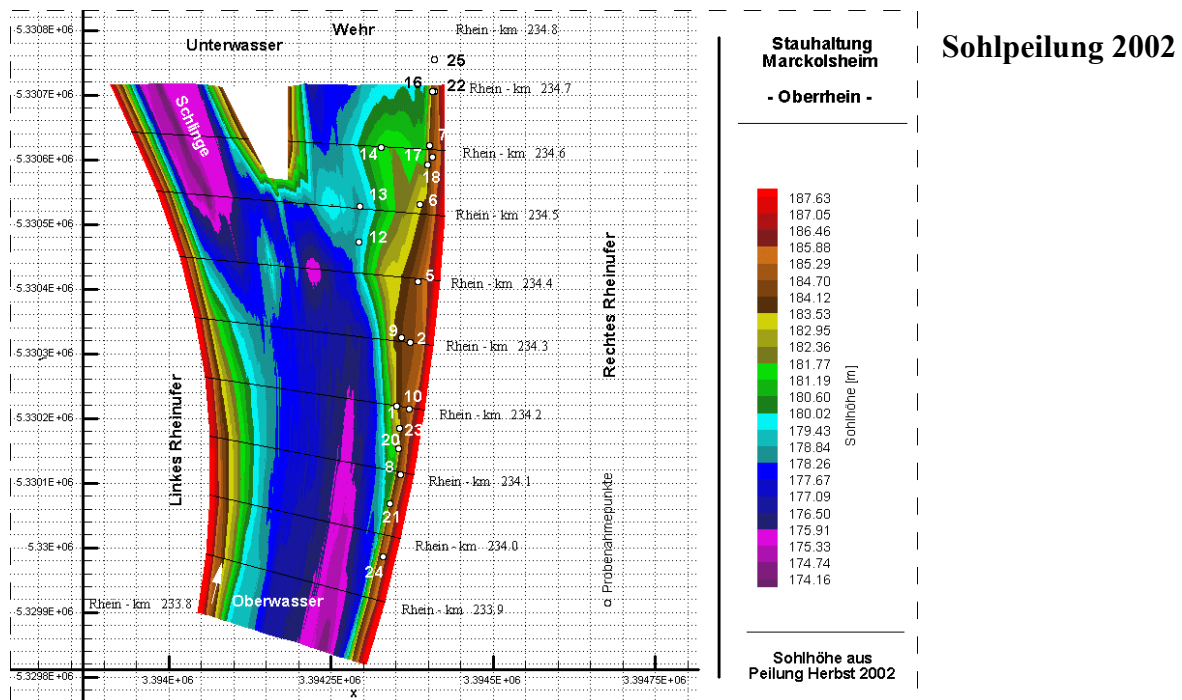 Sohlpeilung 2002
Stauhaltung
Marckolsheim
- Oberrhein -
187.63
187.05
186.46
185.88
185.29
184.70
184.12
183.53
182.95
182.36
181.77
181.19
180.60
180.02
179.43
178.84
178.26
177.67
177.09
176.50
175.91
175.33
174.74
174.16
Sohlhöhe [m]
Sohlhöhe aus
Peilung Herbst 2002
Wehr
Unterwasser
Schlinge
Linkes Rheinufer
Rechtes Rheinufer
Oberwasser
Probenahmepunkte
Rhein - km 234.8
Rhein - km 234.7
Rhein - km 234.6
Rhein - km 234.5
Rhein - km 234.4
Rhein - km 234.3
Rhein - km 234.2
Rhein - km 234.1
Rhein - km 234.0
Rhein - km 233.9
Rhein - km 233.8
25
16
22
7
14
17
18
13
6
12
5
9
2
10
1
23
20
8
21
24
-5.3308E+06
-5.3307E+06
-5.3306E+06
-5.3305E+06
-5.3304E+06
-5.3303E+06
-5.3302E+06
-5.3301E+06
-5.33E+06
-5.3299E+06
-5.3298E+06
3.394E+06
3.39425E+06
3.3945E+06
3.39475E+06
x